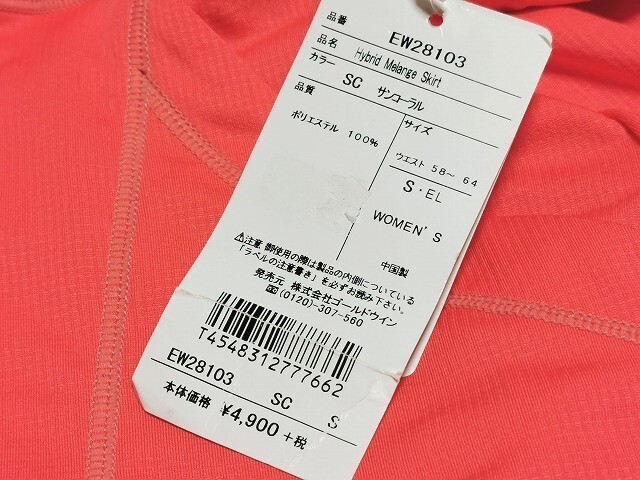 品番 EW28103
品名 Hybrid Melange Skirt
カラー SC サンコーラル
品質 サイズ
ポリエステル 100% ウエスト 58~ 64
S・EL
WOMEN'S
中国製
⚠注意 御使用の際は製品の内側についている
「ラベルの注意書き」を必ずお読み下さい。
発売元 株式会社ゴールドウイン
(0120)-307-560
T4548312777662
EW28103 SC S
本体価格 ¥4,900 +税